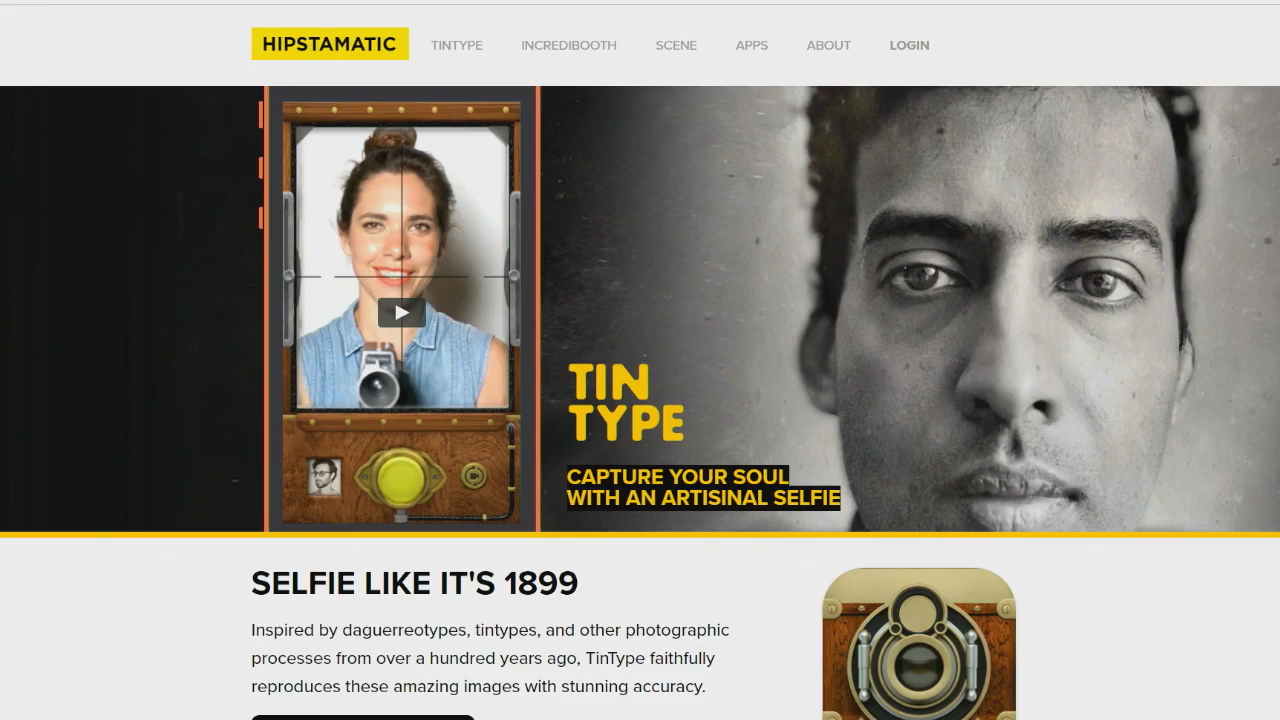 HIPSTAMATIC TINTYPE INCREDIBOOTH SCENE APPS ABOUT LOGIN
TIN
TYPE
CAPTURE YOUR SOUL
WITH AN ARTISINAL SELFIE
SELFIE LIKE IT'S 1899
Inspired by daguerreotypes, tintypes, and other photographic
processes from over a hundred years ago, TinType faithfully
reproduces these amazing images with stunning accuracy.